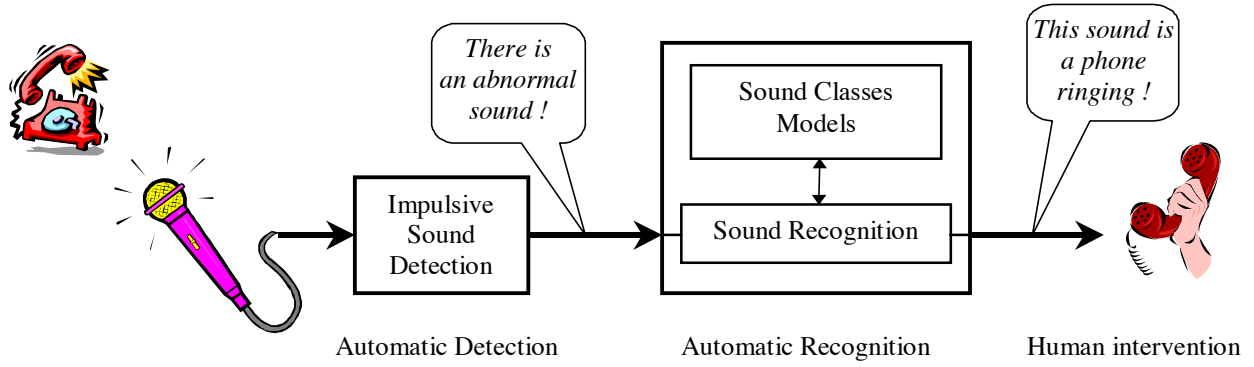 There is
an abnormal
sound !
This sound is
a phone
ringing !
Sound Classes
Models
Impulsive
Sound
Detection
Sound Recognition
Automatic Detection
Automatic Recognition
Human intervention